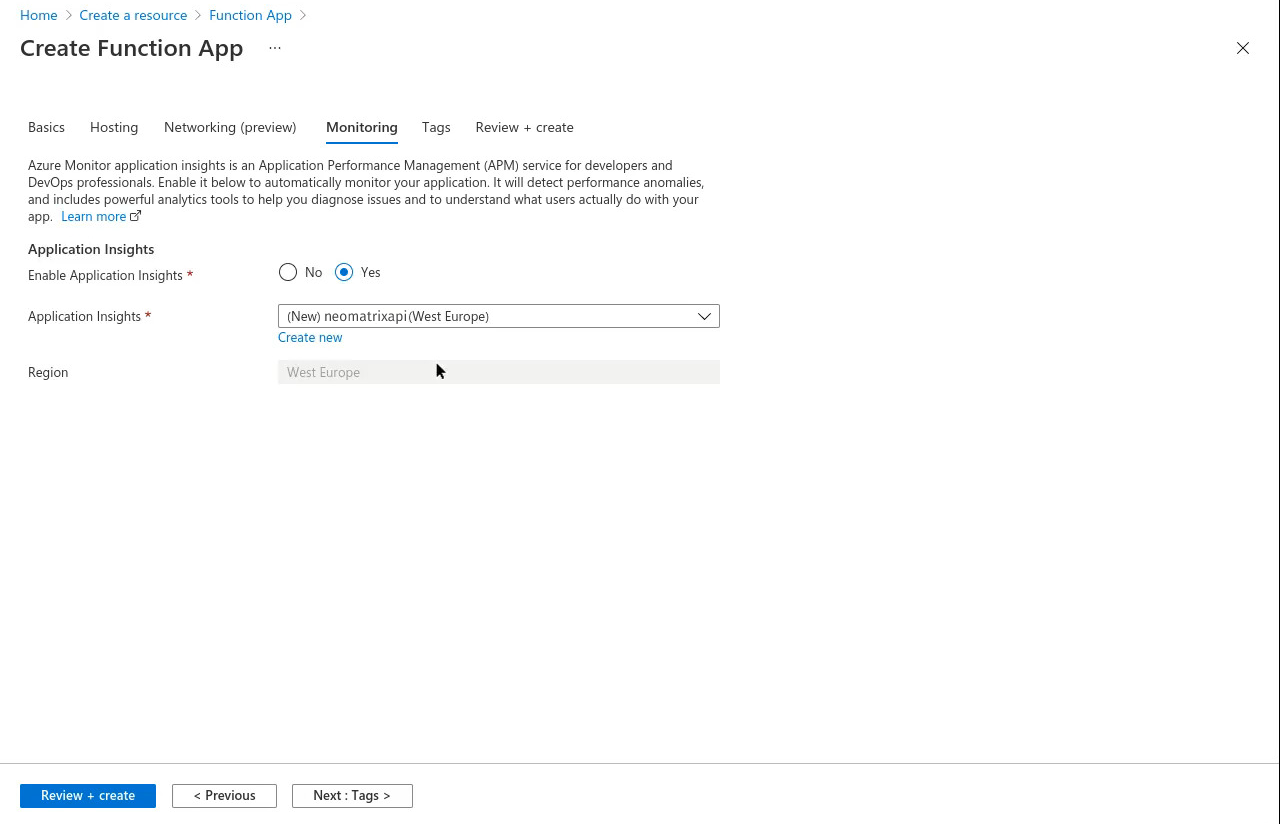 Home > Create a resource > Function App >
Create Function App ...
Basics Hosting Networking (preview) Monitoring Tags Review + create
Azure Monitor application insights is an Application Performance Management (APM) service for developers and
DevOps professionals. Enable it below to automatically monitor your application. It will detect performance anomalies,
and includes powerful analytics tools to help you diagnose issues and to understand what users actually do with your
app. Learn more
Application Insights
Enable Application Insights * No Yes
Application Insights * (New) neomatrixapi(West Europe)
Create new
Region West Europe
Review + create < Previous Next : Tags >